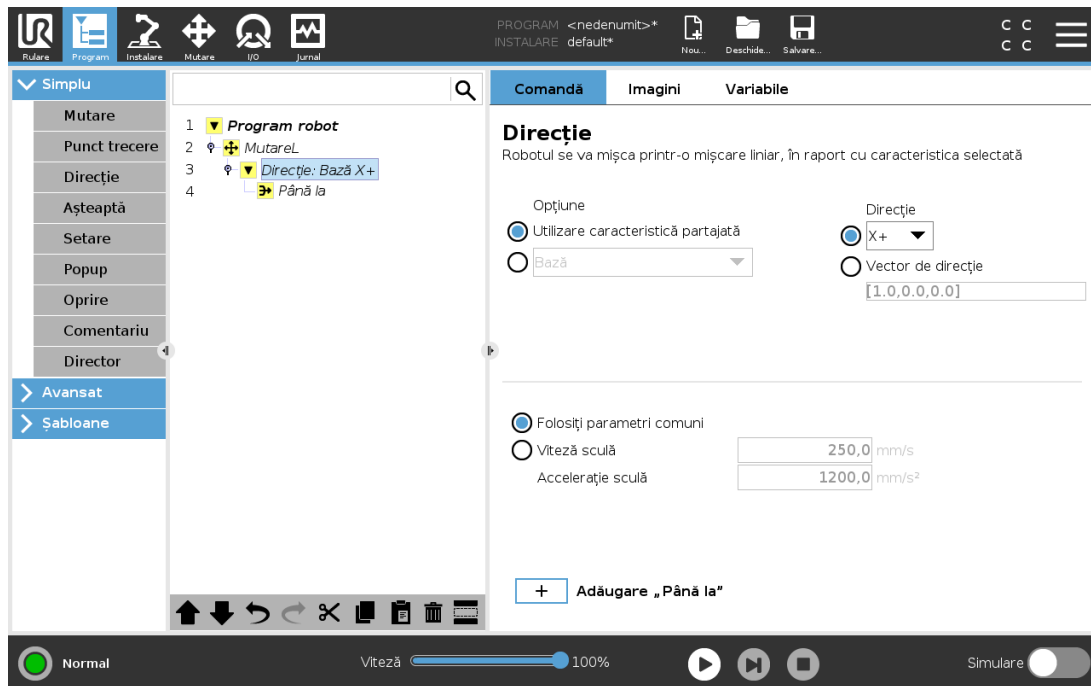 PROGRAM <nedenumit>*
INSTALARE default*
C C
C C
Rulare Program Instalare Mutare I/O Jurnal Nou... Deschide... Salvare...
Simplu
Mutare
Punct trecere
Direcție
Așteaptă
Setare
Popup
Oprire
Comentariu
Director
Avansat
Șabloane
1 Program robot
2 MutareL
3 Direcție: Bază X+
4 Până la
Comandă Imagini Variabile
Direcție
Robotul se va mișca printr-o mișcare liniar, în raport cu caracteristica selectată
Opțiune
Utilizare caracteristică partajată
Bază
Direcție
X+
Vector de direcție
[1.0,0.0,0.0]
Folosiți parametri comuni
Viteză sculă 250,0 mm/s
Accelerație sculă 1200,0 mm/s²
+ Adăugare „Până la”
Normal Viteză 100% Simulare